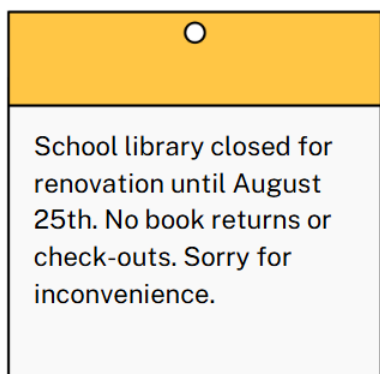 School library closed for
renovation until August
25th. No book returns or
check-outs. Sorry for
inconvenience.